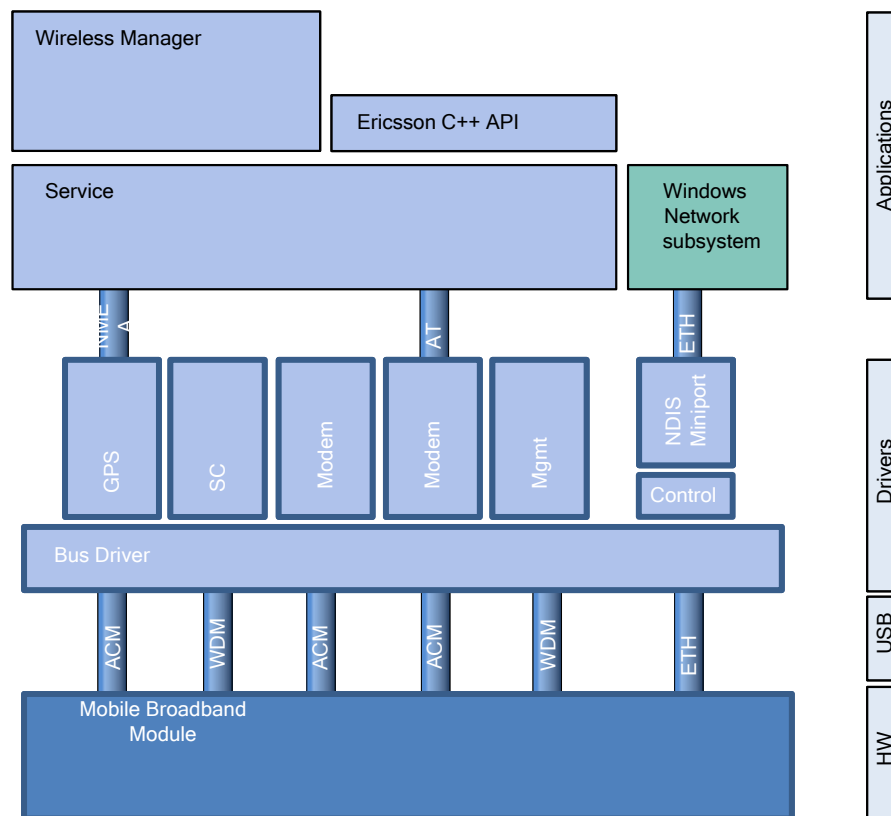 Wireless Manager
Ericsson C++ API
Service
Windows
Network
subsystem
Applications
NME
A
AT
ETH
GPS
SC
Modem
Modem
Mgmt
NDIS
Miniport
Control
Drivers
Bus Driver
ACM
WDM
ACM
ACM
WDM
ETH
USB
Mobile Broadband
Module
HW